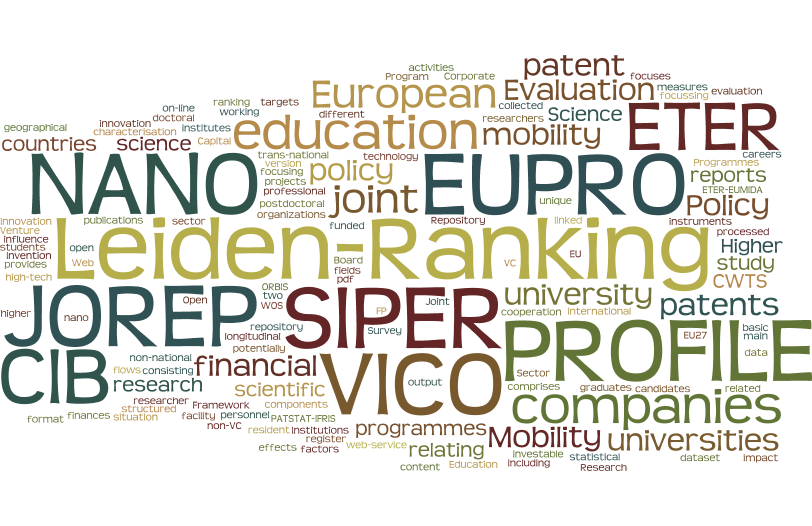 activities
patent
Program Corporate focuses
European Evaluation measures evaluation
focussing
ranking targets collected
on-line working different Science ETER
doctoral researchers
geographical innovation institutes education mobility
characterisation
countries science Capital
trans-national technology careers
version policy Programmes
NANO focusing EUPRO reports
projects
professional joint ETER-EUMIDA
postdoctoral unique Policy
organizations
Innovation publications sector funded Repository linked instruments processed
Venture
influence open Leiden-Ranking Higher
students Board VC EU
invention
provides Web fields study
high-tech pdf CWTS
ORBIS
JOREP Open two SIPER Joint university patents
WOS
higher nano FP cooperation International
repository Survey basic
longitudinal EU27 main
potentially PROFILE
CIB non-national financial VICO data
flows consisting
research output Sector
scientific comprises graduates candidates related
researcher Framework components companies
structured
format finances situation facility personnel PATSTAT-IFRIS
non-VC resident institutions programmes Mobility universities
register
effects factors web-service relating investable
statistical dataset impact
content Education including
Research